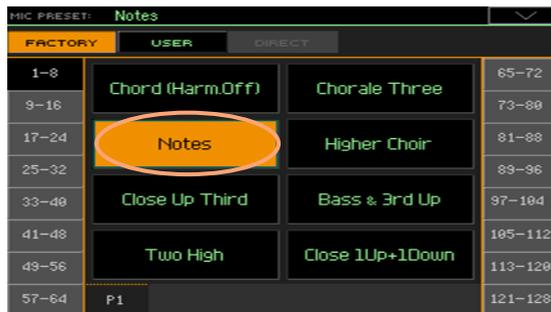 MIC PRESET: Notes
FACTORY USER DIRECT
1-8
9-16
17-24
25-32
33-40
41-48
49-56
57-64
Chord (Harm.Off) Chorale Three
Notes Higher Choir
Close Up Third Bass & 3rd Up
Two High Close 1Up+1Down
P1
65-72
73-80
81-88
89-96
97-104
105-112
113-120
121-128